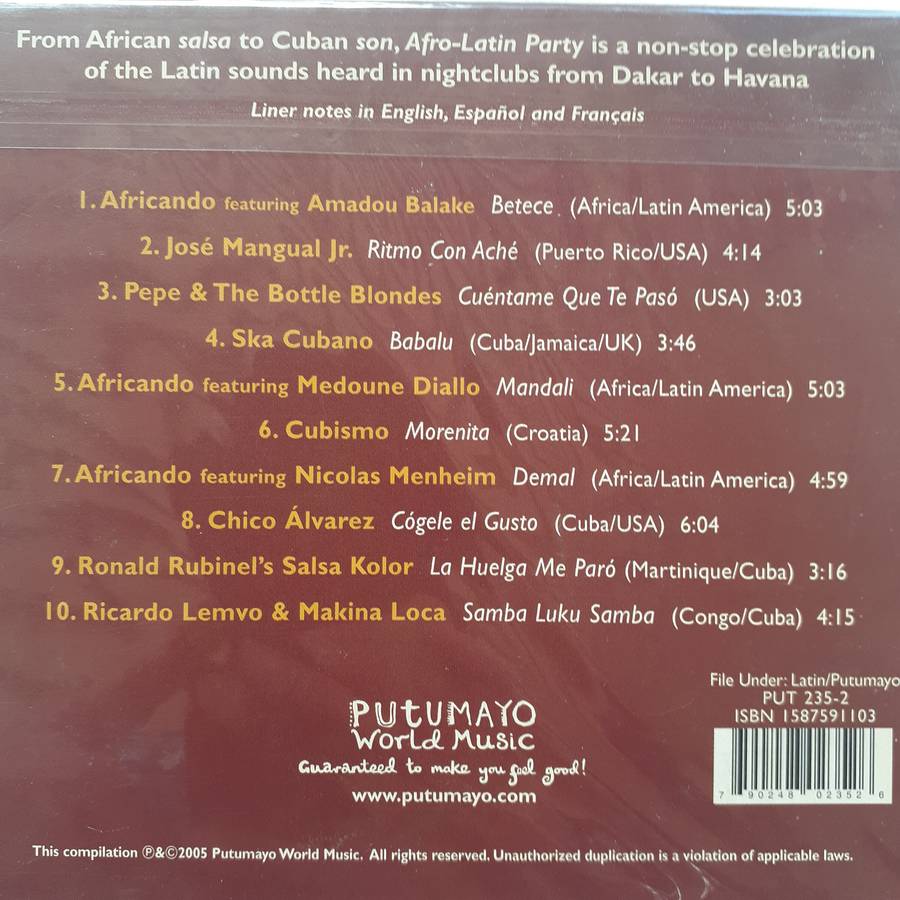 From African salsa to Cuban son, Afro-Latin Party is a non-stop celebration
of the Latin sounds heard in nightclubs from Dakar to Havana
Liner notes in English, Español and Français
1. Africando featuring Amadou Balake Betece (Africa/Latin America) 5:03
2. José Mangual Jr. Ritmo Con Aché (Puerto Rico/USA) 4:14
3. Pepe & The Bottle Blondes Cuéntame Que Te Pasó (USA) 3:03
4. Ska Cubano Babalu (Cuba/Jamaica/UK) 3:46
5. Africando featuring Medoune Diallo Mandali (Africa/Latin America) 5:03
6. Cubismo Morenita (Croatia) 5:21
7. Africando featuring Nicolas Menheim Demal (Africa/Latin America) 4:59
8. Chico Álvarez Cógele el Gusto (Cuba/USA) 6:04
9. Ronald Rubinel's Salsa Kolor La Huelga Me Paró (Martinique/Cuba) 3:16
10. Ricardo Lemvo & Makina Loca Samba Luku Samba (Congo/Cuba) 4:15
File Under: Latin/Putumayo
PUT 235-2
ISBN 1587591103
7 90248 02352 6
PUTUMAYO
World Music
Guaranteed to make you feel good!
www.putumayo.com
This compilation ℗&©2005 Putumayo World Music. All rights reserved. Unauthorized duplication is a violation of applicable laws.